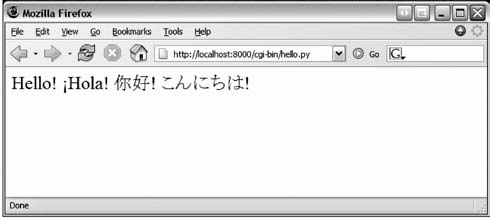 Mozilla Firefox
File Edit View Go Bookmarks Tools Help
http://localhost:8000/cgi-bin/hello.py Go G
Hello! ¡Hola! 你好! こんにちは!
Done